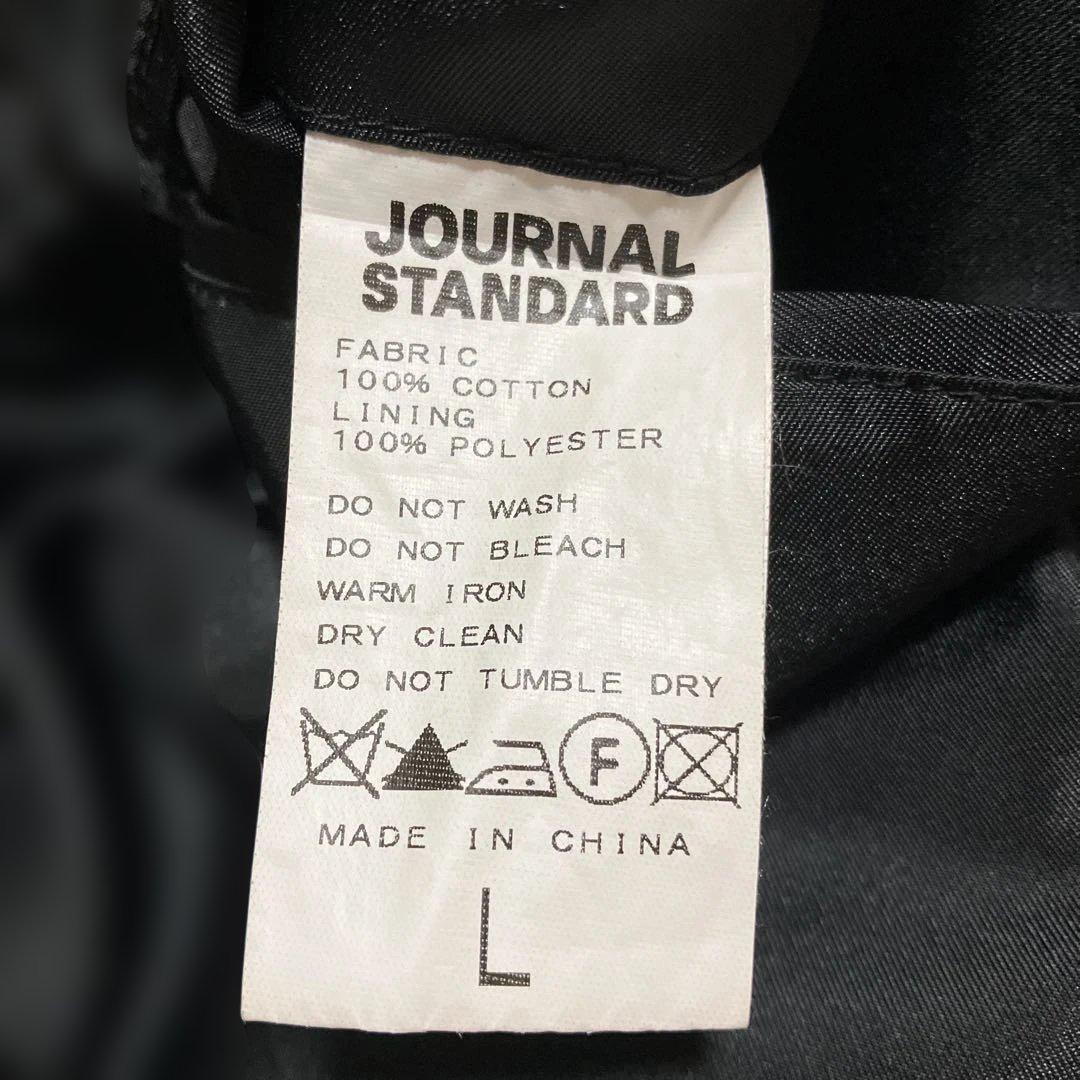 JOURNAL
STANDARD
FABRIC
100% COTTON
LINING
100% POLYESTER
DO NOT WASH
DO NOT BLEACH
WARM IRON
DRY CLEAN
DO NOT TUMBLE DRY
F
MADE IN CHINA
L